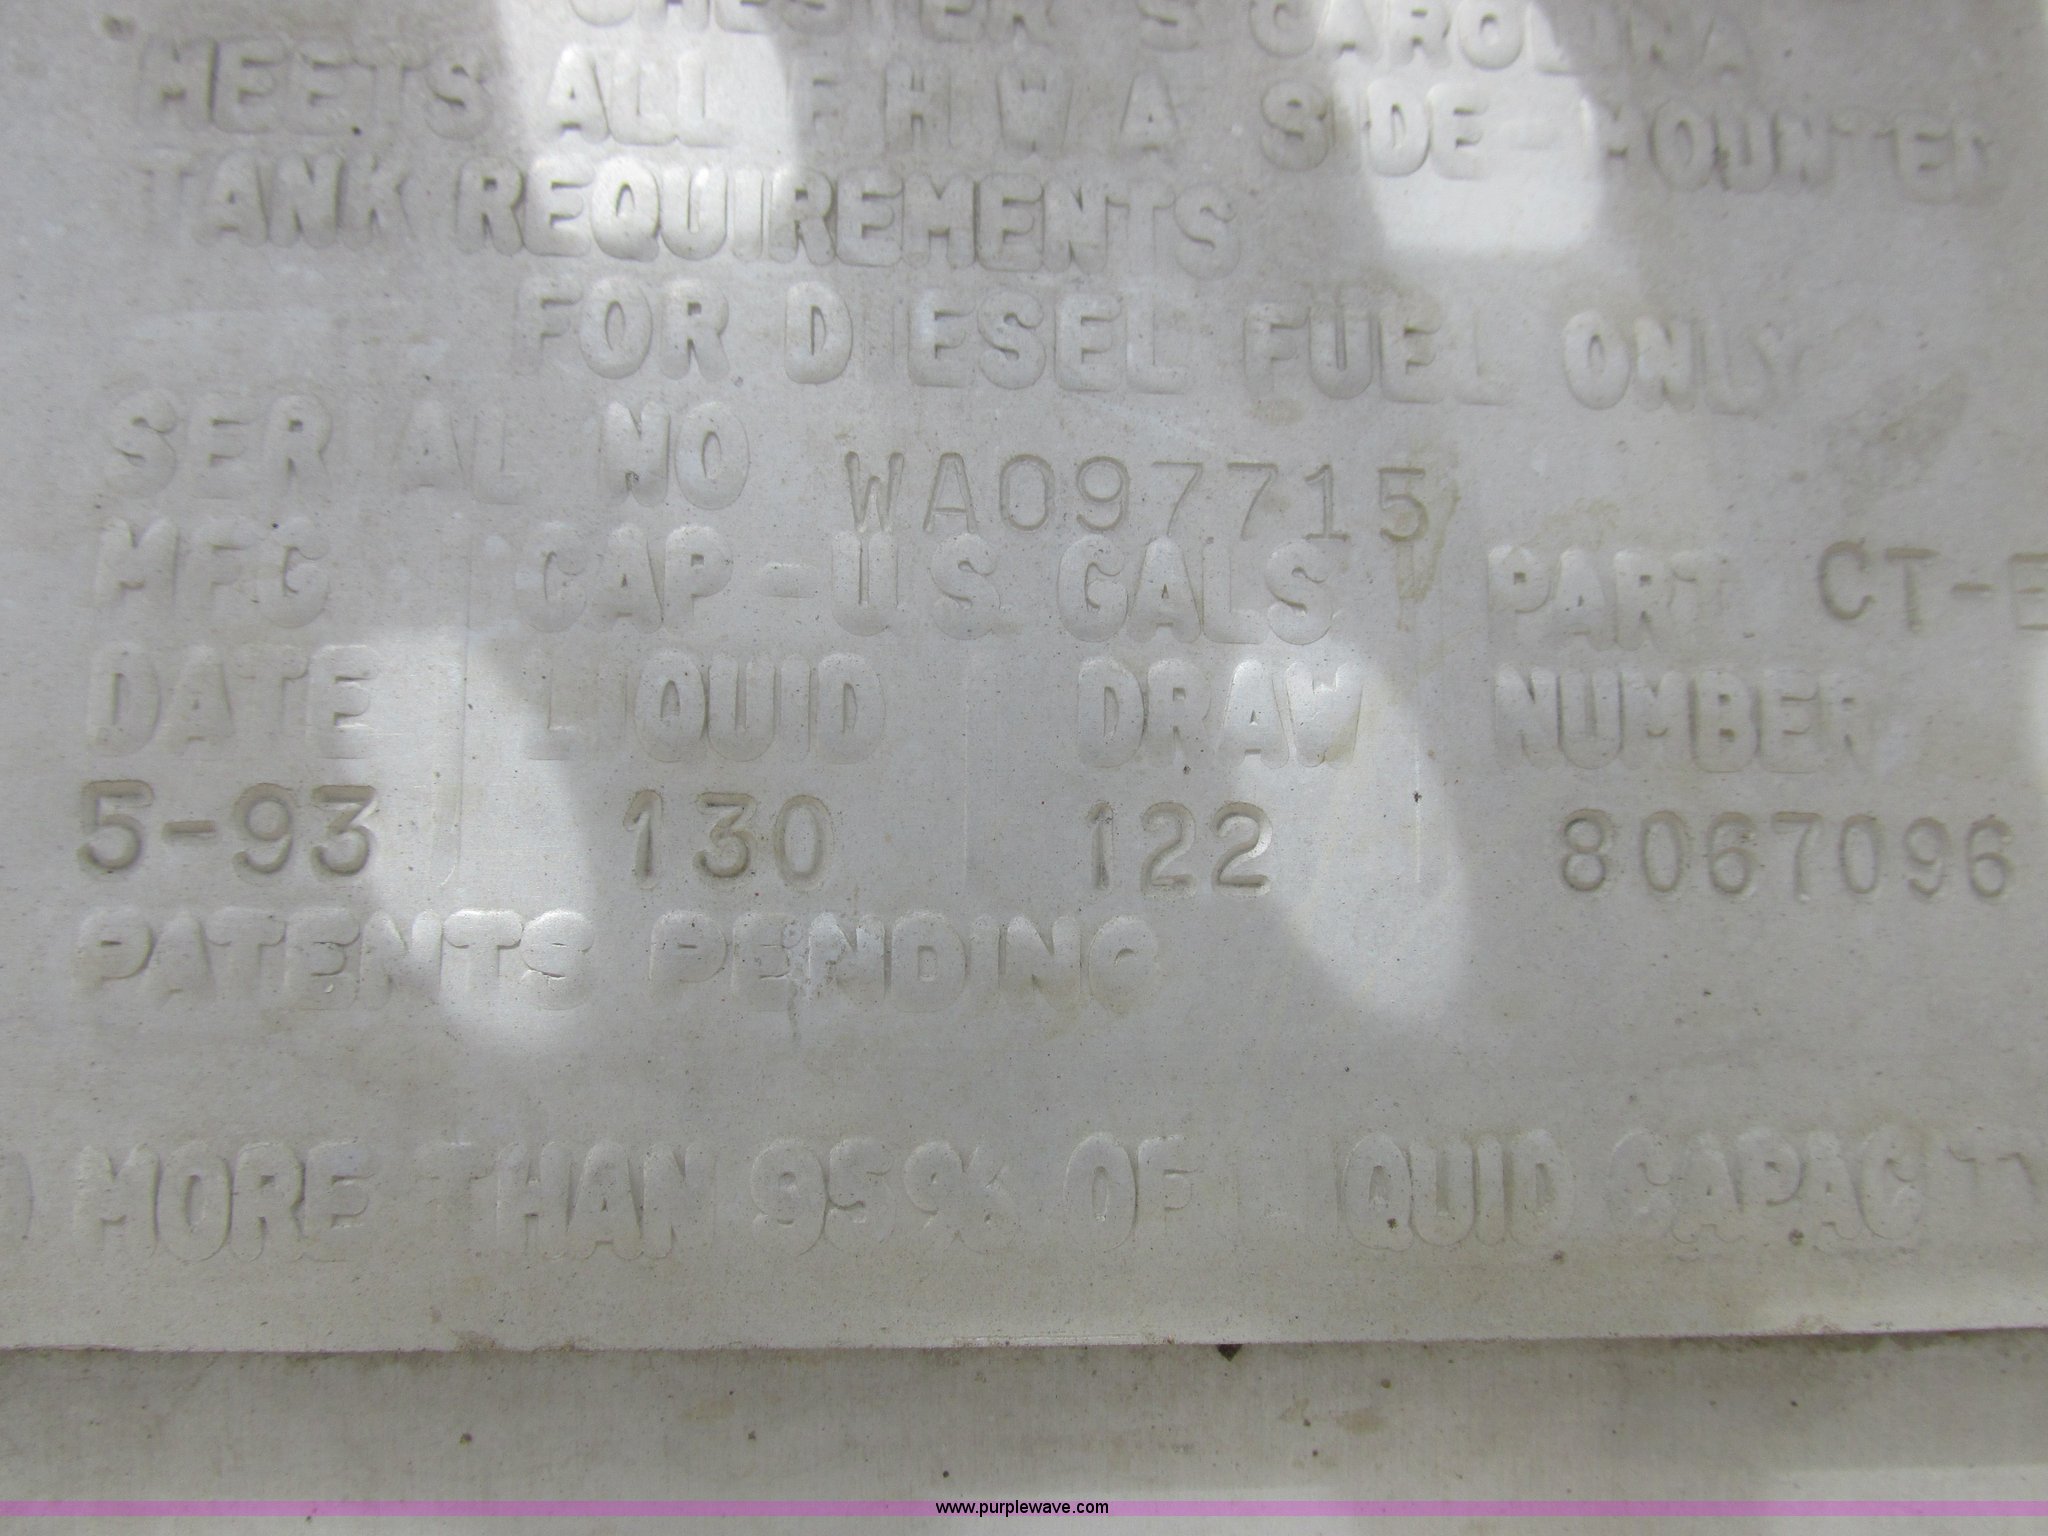 CHESTER S CAROLINA
MEETS ALL F H W A SIDE-MOUNTED
TANK REQUIREMENTS
FOR DIESEL FUEL ONLY
SERIAL NO WA097715
MFG CAP-U.S. GALS PART CT-E
DATE LIQUID DRAW NUMBER
5-93 130 122 8067096
PATENTS PENDING
MORE THAN 95% OF LIQUID CAPACITY
www.purplewave.com